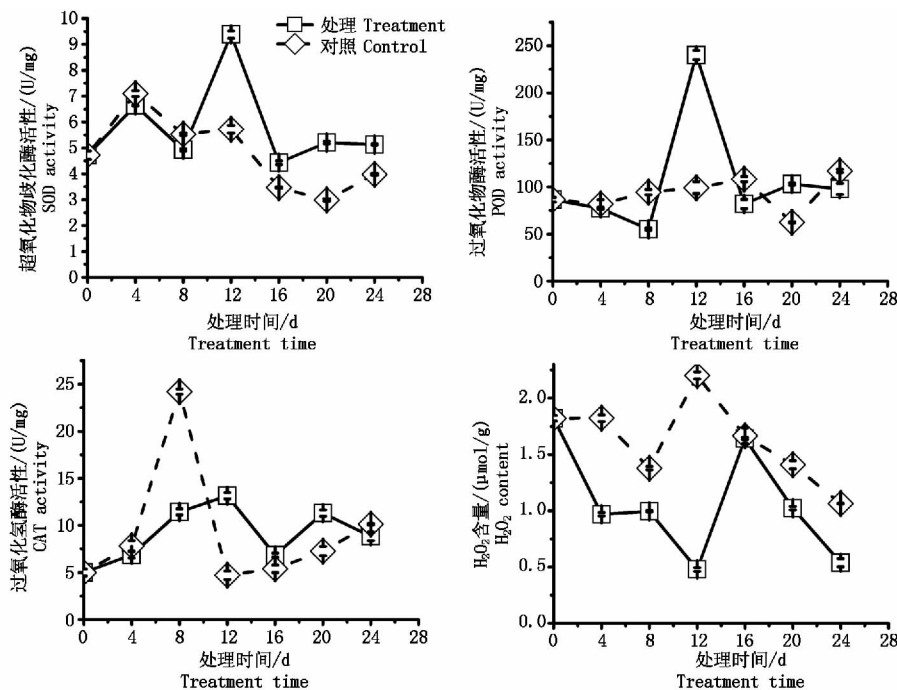 处理 Treatment
对照 Control
超氧化物歧化酶活性/(U/mg)
SOD activity
10
9
8
7
6
5
4
3
2
1
0
0 4 8 12 16 20 24 28
处理时间/d
Treatment time
过氧化物酶活性/(U/mg)
POD activity
250
200
150
100
50
0
0 4 8 12 16 20 24 28
处理时间/d
Treatment time
过氧化氢酶活性/(U/mg)
CAT activity
25
20
15
10
5
0
0 4 8 12 16 20 24 28
处理时间/d
Treatment time
H₂O₂含量/(μmol/g)
H₂O₂ content
2.0
1.5
1.0
0.5
0.0
0 4 8 12 16 20 24 28
处理时间/d
Treatment time